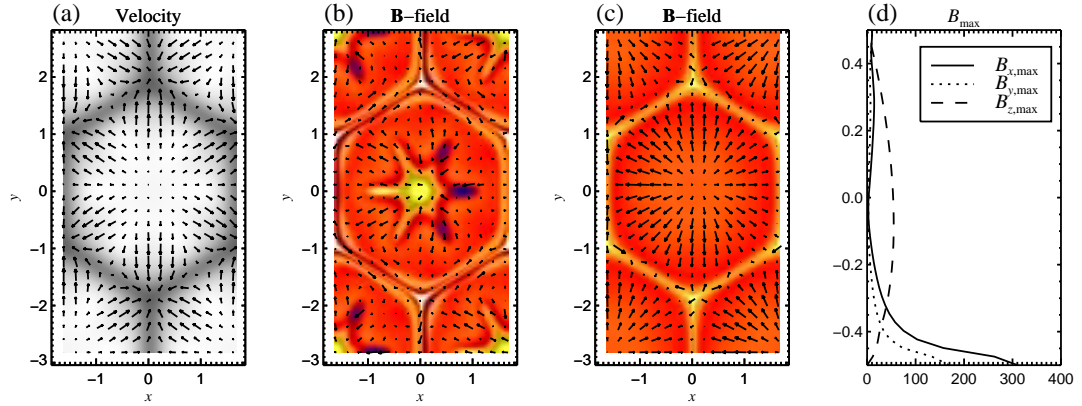 (a) Velocity (b) B-field (c) B-field (d) B_max
2 2 2 0.4 B_x,max
B_y,max
B_z,max
1 1 1 0.2
y 0 y 0 y 0 0.0
−1 −1 −1 −0.2
−2 −2 −2 −0.4
−3 −3 −3
−1 0 1 −1 0 1 −1 0 1 0 100 200 300 400
x x x